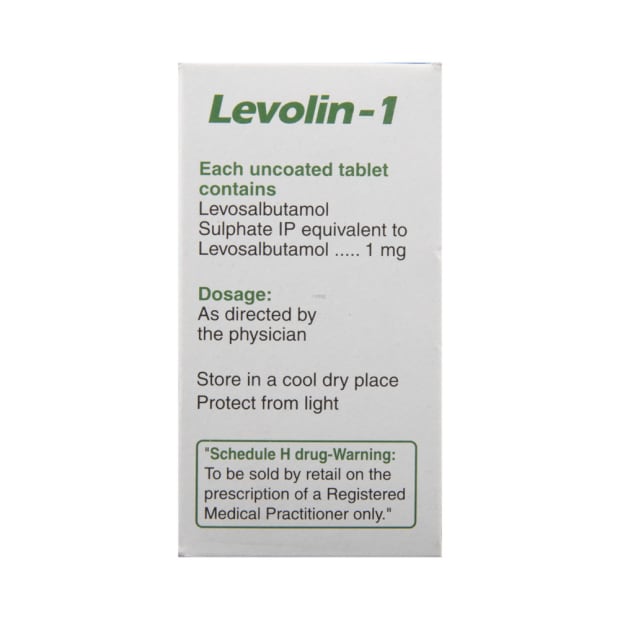 Levolin-1
Each uncoated tablet
contains
Levosalbutamol
Sulphate IP equivalent to
Levosalbutamol ..... 1 mg
Dosage:
As directed by
the physician
Store in a cool dry place
Protect from light
"Schedule H drug-Warning:
To be sold by retail on the
prescription of a Registered
Medical Practitioner only."